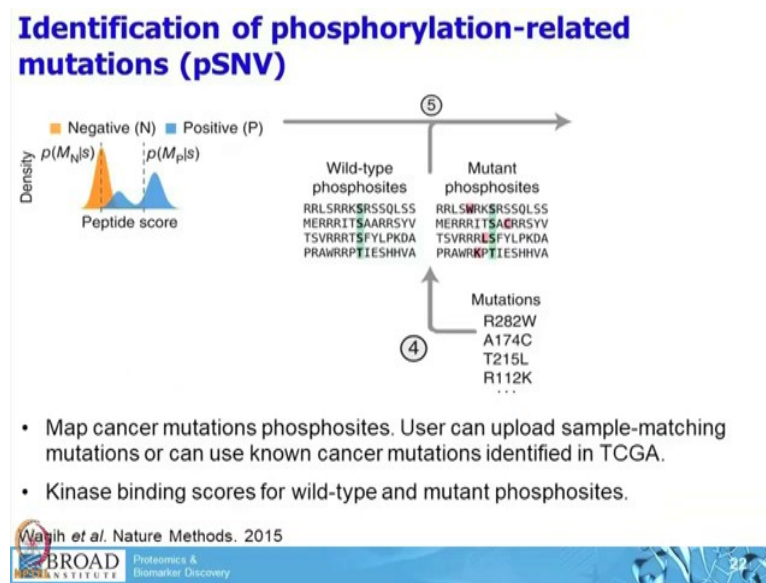 Identification of phosphorylation-related
mutations (pSNV)
⑤
Negative (N) Positive (P)
p(M_N|s) p(M_P|s)
Density
Peptide score
Wild-type
phosphosites
RRLSRRKSRSSQLSS
MERRRITSAARRSYV
TSVRRRTSFYLPKDA
PRAWRRPTIESHHVA
Mutant
phosphosites
RRLSWRKSRSSQLSS
MERRRITSACRRSYV
TSVRRRLSFYLPKDA
PRAWRKPTIESHHVA
Mutations
R282W
A174C
T215L
R112K
...
④
• Map cancer mutations phosphosites. User can upload sample-matching
mutations or can use known cancer mutations identified in TCGA.
• Kinase binding scores for wild-type and mutant phosphosites.
Wagih et al. Nature Methods. 2015
BROAD
INSTITUTE
Proteomics &
Biomarker Discovery
22